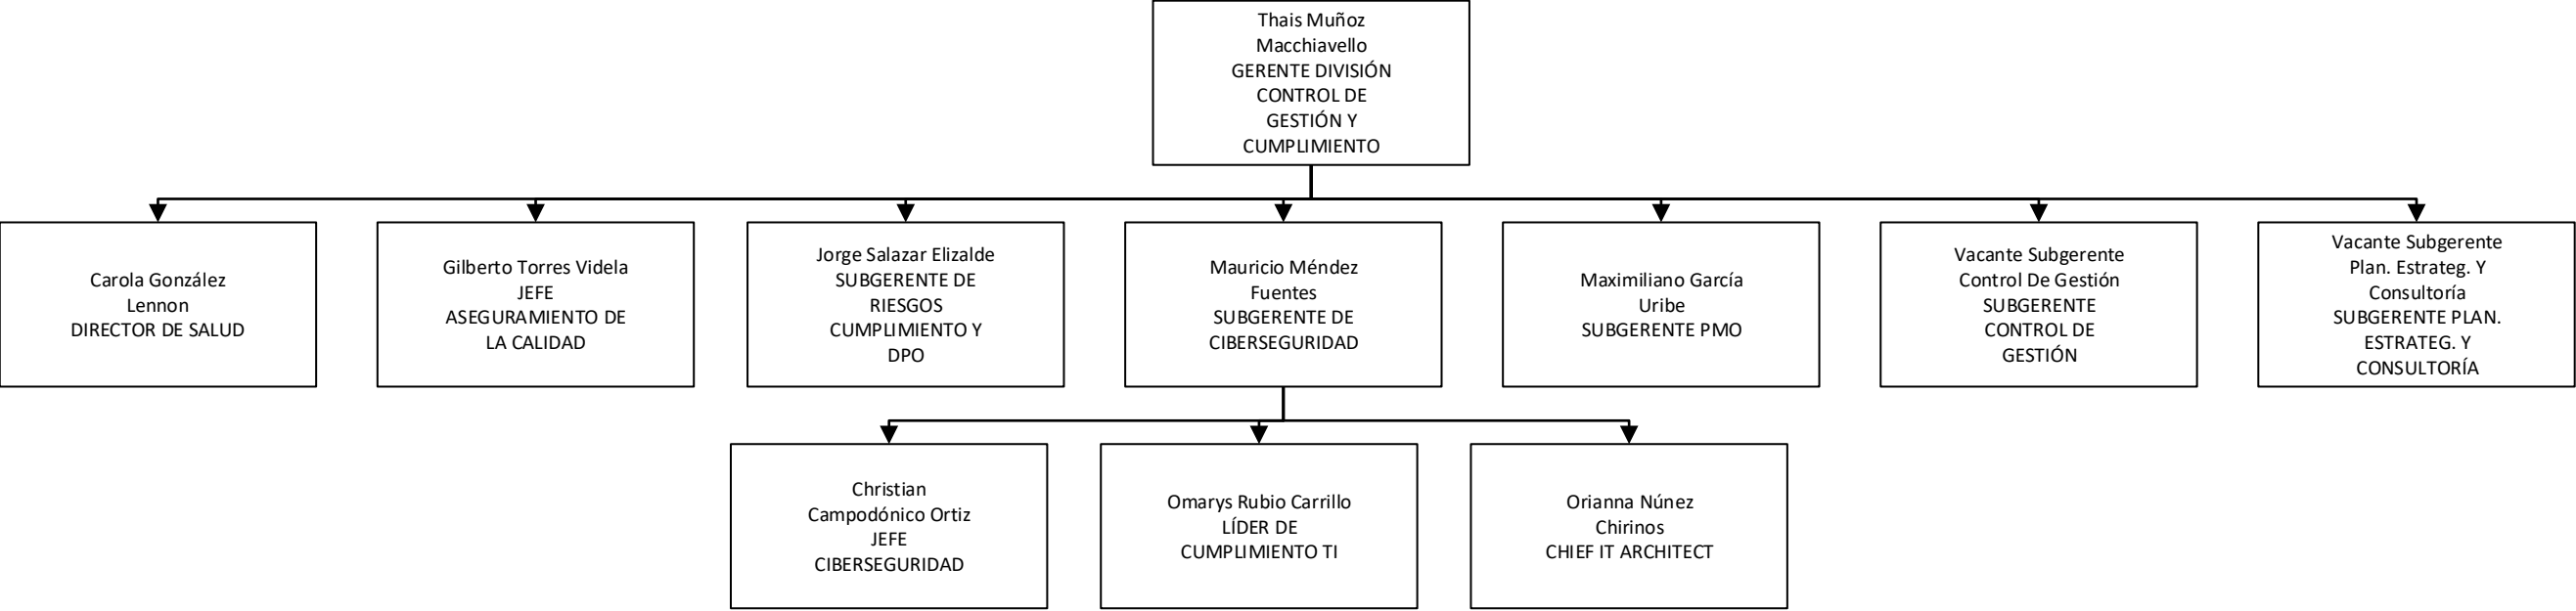 Thais Muñoz
Macchiavello
GERENTE DIVISIÓN
CONTROL DE
GESTIÓN Y
CUMPLIMIENTO
Carola González
Lennon
DIRECTOR DE SALUD
Gilberto Torres Videla
JEFE
ASEGURAMIENTO DE
LA CALIDAD
Jorge Salazar Elizalde
SUBGERENTE DE
RIESGOS
CUMPLIMIENTO Y
DPO
Mauricio Méndez
Fuentes
SUBGERENTE DE
CIBERSEGURIDAD
Maximiliano García
Uribe
SUBGERENTE PMO
Vacante Subgerente
Control De Gestión
SUBGERENTE
CONTROL DE
GESTIÓN
Vacante Subgerente
Plan. Estrateg. Y
Consultoría
SUBGERENTE PLAN.
ESTRATEG. Y
CONSULTORÍA
Christian
Campodónico Ortiz
JEFE
CIBERSEGURIDAD
Omarys Rubio Carrillo
LÍDER DE
CUMPLIMIENTO TI
Orianna Núnez
Chirinos
CHIEF IT ARCHITECT